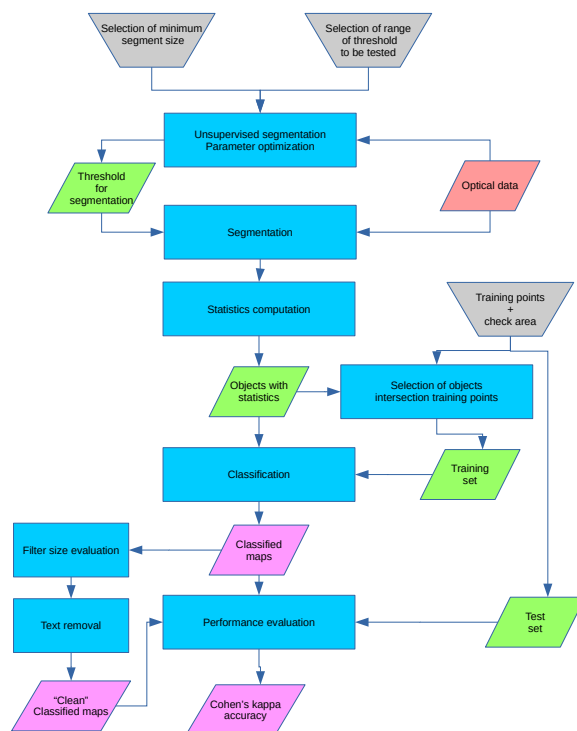 Selection of minimum
segment size
Selection of range
of threshold
to be tested
Unsupervised segmentation
Parameter optimization
Threshold
for
segmentation
Optical data
Segmentation
Statistics computation
Training points
+
check area
Objects with
statistics
Selection of objects
intersection training points
Classification
Training
set
Filter size evaluation
Classified
maps
Text removal
Performance evaluation
Test
set
“Clean”
Classified maps
Cohen's kappa
accuracy